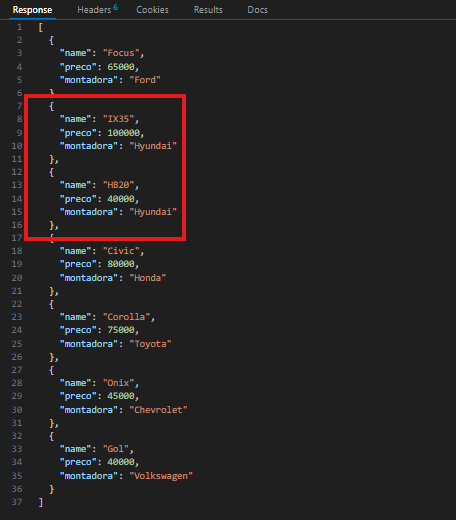 Response Headers 6 Cookies Results Docs
1 [
2 {
3 "name": "Focus",
4 "preco": 65000,
5 "montadora": "Ford"
6 },
7 {
8 "name": "IX35",
9 "preco": 100000,
10 "montadora": "Hyundai"
11 },
12 {
13 "name": "HB20",
14 "preco": 40000,
15 "montadora": "Hyundai"
16 },
17 {
18 "name": "Civic",
19 "preco": 80000,
20 "montadora": "Honda"
21 },
22 {
23 "name": "Corolla",
24 "preco": 75000,
25 "montadora": "Toyota"
26 },
27 {
28 "name": "Onix",
29 "preco": 45000,
30 "montadora": "Chevrolet"
31 },
32 {
33 "name": "Gol",
34 "preco": 40000,
35 "montadora": "Volkswagen"
36 }
37 ]